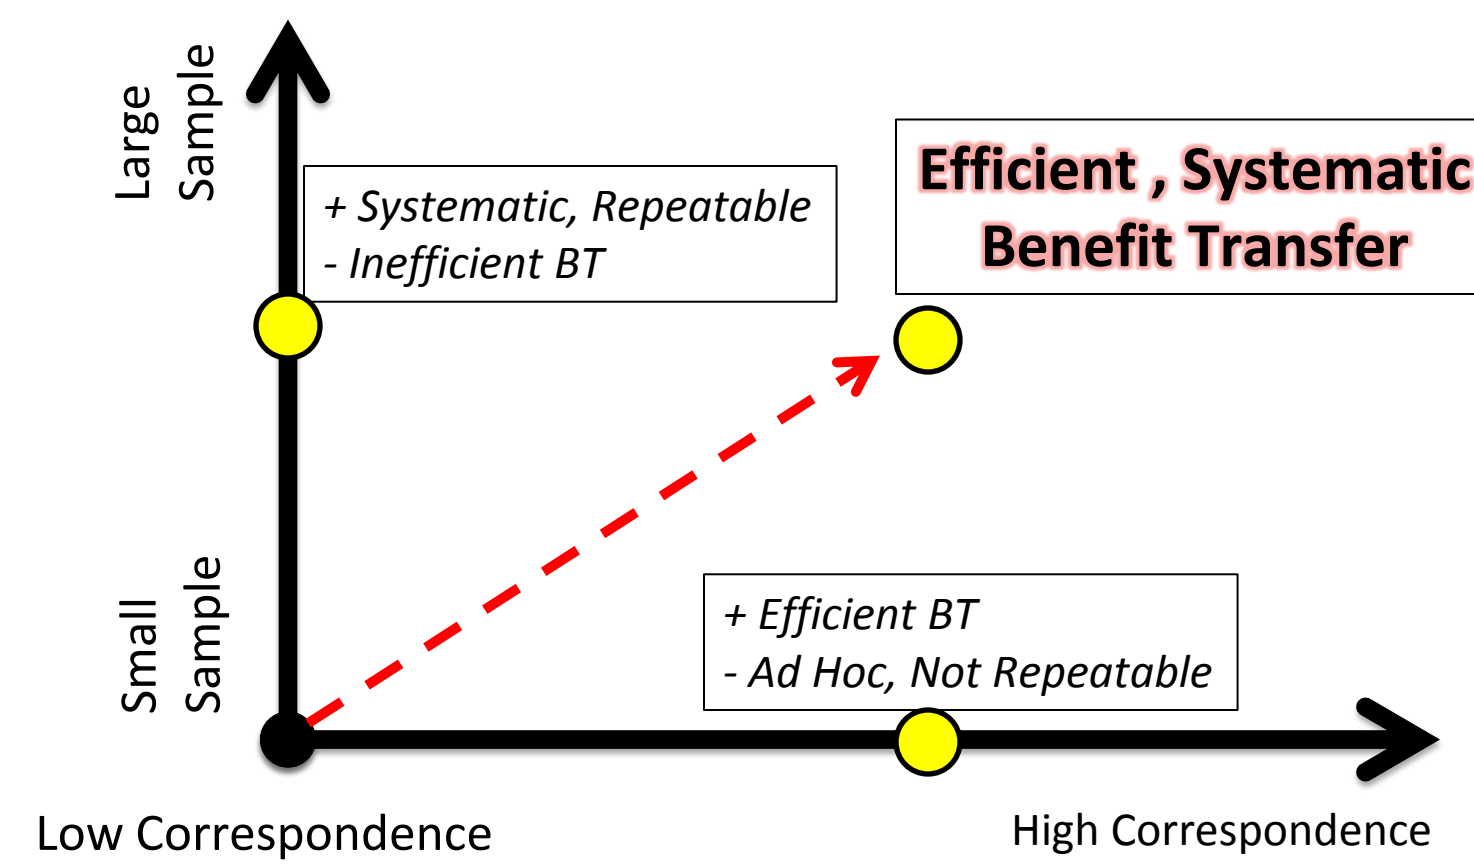 Large
Sample
+ Systematic, Repeatable
- Inefficient BT
Efficient , Systematic
Benefit Transfer
Small
Sample
+ Efficient BT
- Ad Hoc, Not Repeatable
Low Correspondence
High Correspondence